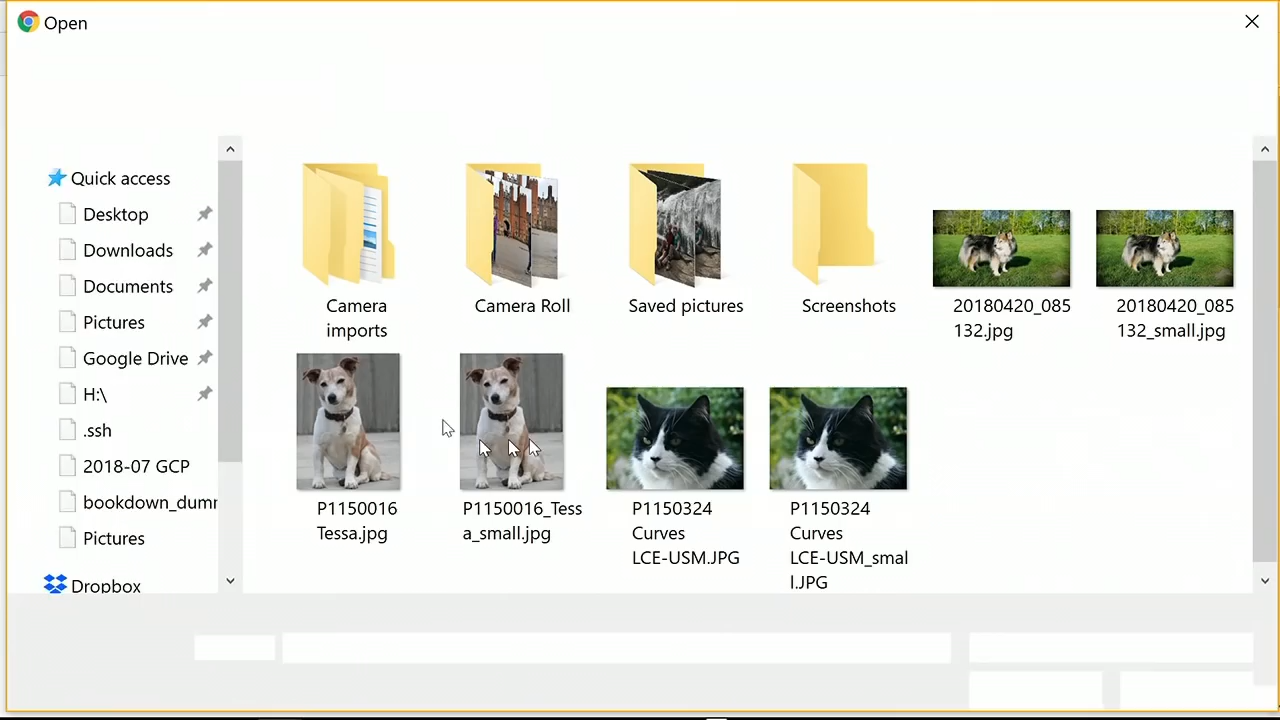 Open
Quick access
Desktop
Downloads
Documents
Pictures
Google Drive
H:\
.ssh
2018-07 GCP
bookdown_dumr
Pictures
Dropbox
Camera
imports
Camera Roll
Saved pictures
Screenshots
20180420_085
132.jpg
20180420_085
132_small.jpg
P1150016
Tessa.jpg
P1150016_Tess
a_small.jpg
P1150324
Curves
LCE-USM.JPG
P1150324
Curves
LCE-USM_smal
l.JPG